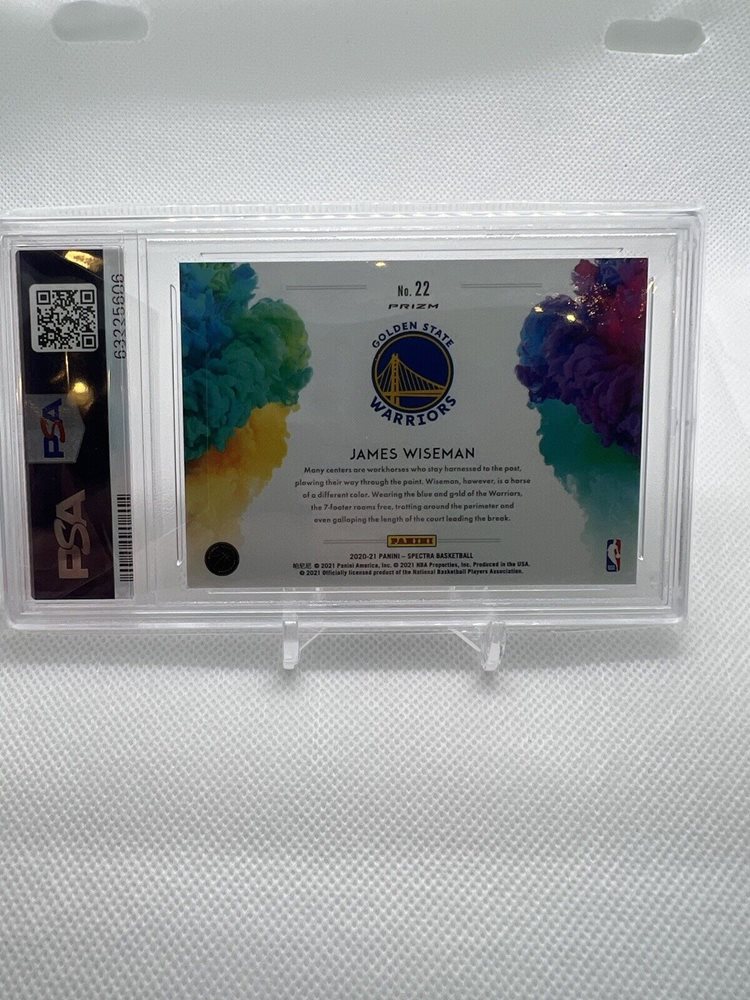 63225606
PSA
PSA
No. 22
PRIZM
GOLDEN STATE
WARRIORS
JAMES WISEMAN
Many centers are workhorses who stay harnessed to the post,
plowing their way through the paint. Wiseman, however, is a horse
of a different color. Wearing the blue and gold of the Warriors,
the 7-footer roams free, trotting around the perimeter and
even galloping the length of the court leading the break.
PANINI
2020-21 PANINI – SPECTRA BASKETBALL
帕尼尼 © 2021 Panini America, Inc. © 2021 NBA Properties, Inc. Produced in the USA.
© 2021 Officially licensed product of the National Basketball Players Association.